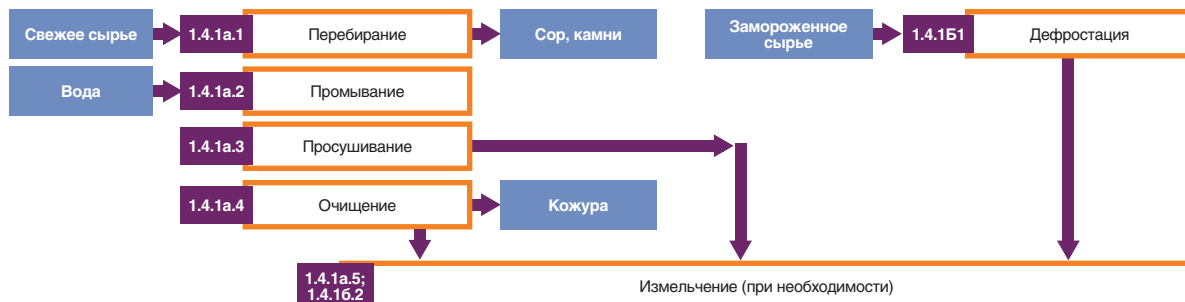 Свежее сырье
1.4.1а.1
Перебирание
Сор, камни
Замороженное
сырье
1.4.1Б1
Дефростация
Вода
1.4.1а.2
Промывание
1.4.1а.3
Просушивание
1.4.1а.4
Очищение
Кожура
1.4.1а.5;
1.4.1б.2
Измельчение (при необходимости)